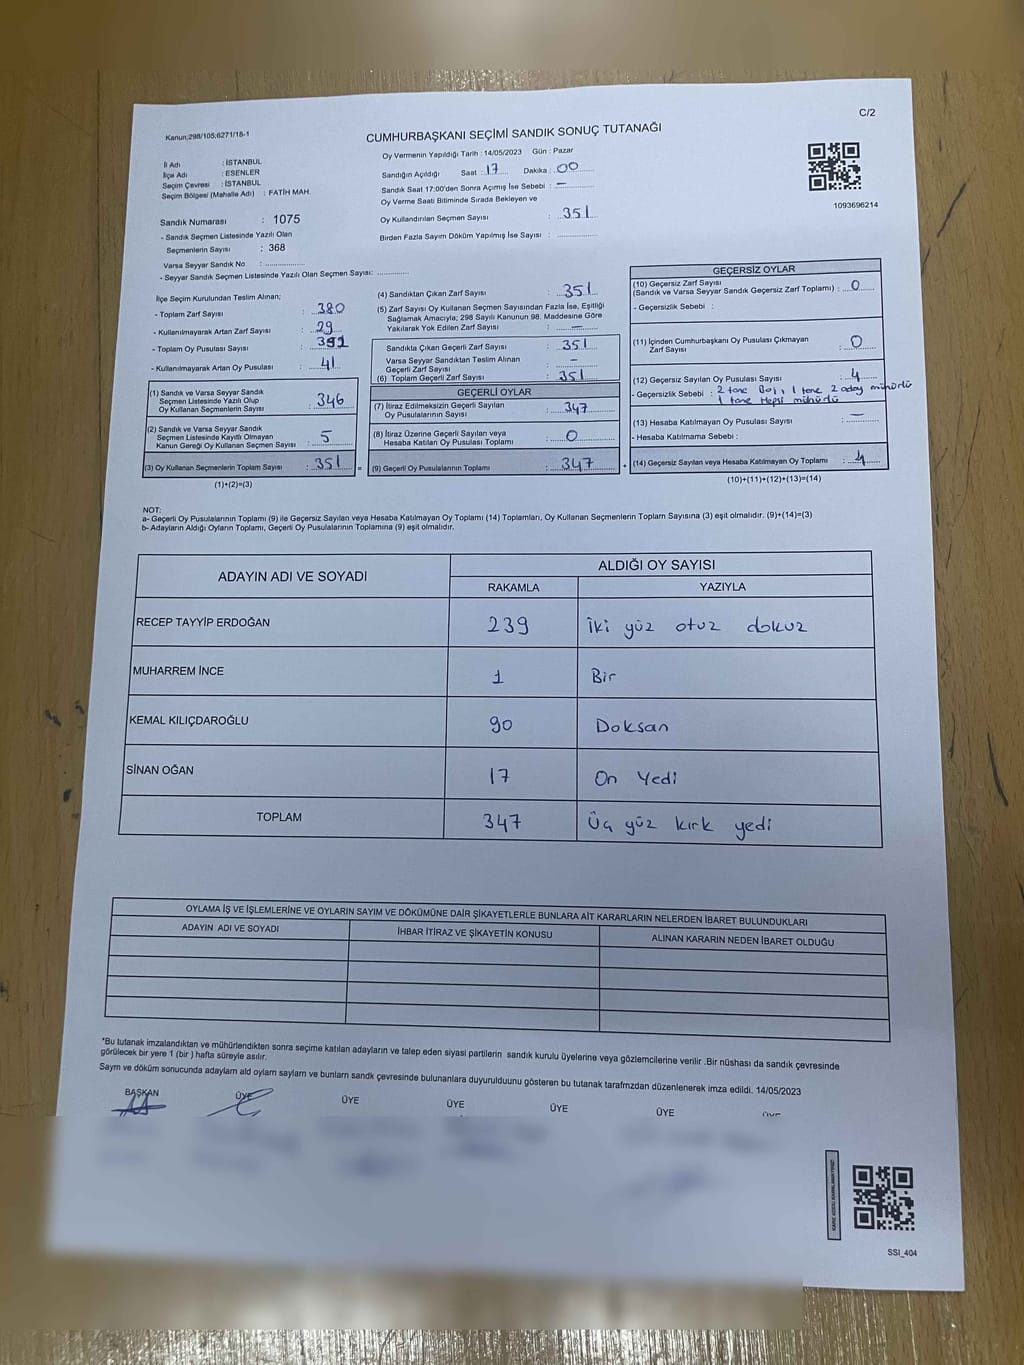 C/2
Kanun:298/105;6271/18-1
CUMHURBAŞKANI SEÇİMİ SANDIK SONUÇ TUTANAĞI
İl Adı : İSTANBUL
İlçe Adı : ESENLER
Seçim Çevresi : İSTANBUL
Seçim Bölgesi (Mahalle Adı) : FATİH MAH.
Sandık Numarası : 1075
- Sandık Seçmen Listesinde Yazılı Olan
Seçmenlerin Sayısı : 368
Varsa Seyyar Sandık No : ..............
- Seyyar Sandık Seçmen Listesinde Yazılı Olan Seçmen Sayısı: ............
Oy Vermenin Yapıldığı Tarih : 14/05/2023 Gün : Pazar
Sandığın Açıldığı Saat : 17 Dakika : 00
Sandık Saat 17:00'den Sonra Açımış İse Sebebi : —
Oy Verme Saati Bitiminde Sırada Bekleyen ve
Oy Kullandırılan Seçmen Sayısı : 351
Birden Fazla Sayım Döküm Yapılmış İse Sayısı : ..............
1093696214
İlçe Seçim Kurulundan Teslim Alınan;
- Toplam Zarf Sayısı : 380
- Kullanılmayarak Artan Zarf Sayısı : 29
- Toplam Oy Pusulası Sayısı :
- Kullanılmayarak Artan Oy Pusulası : 41
(1) Sandık ve Varsa Seyyar Sandık
Seçmen Listesinde Yazılı Olup
Oy Kullanan Seçmenlerin Sayısı : 346
(2) Sandık ve Varsa Seyyar Sandık
Seçmen Listesinde Kayıtlı Olmayan
Kanun Gereği Oy Kullanan Seçmen Sayısı : 5
(3) Oy Kullanan Seçmenlerin Toplam Sayısı : 351 =
(1)+(2)=(3)
(4) Sandıktan Çıkan Zarf Sayısı : 351
(5) Zarf Sayısı Oy Kullanan Seçmen Sayısından Fazla İse, Eşitliği
Sağlamak Amacıyla; 298 Sayılı Kanunun 98. Maddesine Göre
Yakılarak Yok Edilen Zarf Sayısı : —
Sandıkta Çıkan Geçerli Zarf Sayısı : 351
Varsa Seyyar Sandıktan Teslim Alınan
Geçerli Zarf Sayısı : —
(6) Toplam Geçerli Zarf Sayısı : 351
GEÇERLİ OYLAR
(7) İtiraz Edilmeksizin Geçerli Sayılan
Oy Pusulalarının Sayısı : 347
(8) İtiraz Üzerine Geçerli Sayılan veya
Hesaba Katılan Oy Pusulası Toplamı : 0
(9) Geçerli Oy Pusulalarının Toplamı : 347 +
GEÇERSİZ OYLAR
(10) Geçersiz Zarf Sayısı
(Sandık ve Varsa Seyyar Sandık Geçersiz Zarf Toplamı) : 0
- Geçersizlik Sebebi :
(11) İçinden Cumhurbaşkanı Oy Pusulası Çıkmayan
Zarf Sayısı : 0
(12) Geçersiz Sayılan Oy Pusulası Sayısı : 4
- Geçersizlik Sebebi : 2 tane Boş, 1 tane 2 aday mühürlü
1 tane Hepsi mühürlü
(13) Hesaba Katılmayan Oy Pusulası Sayısı : —
- Hesaba Katılmama Sebebi :
(14) Geçersiz Sayılan veya Hesaba Katılmayan Oy Toplamı : 4
(10)+(11)+(12)+(13)=(14)
NOT:
a- Geçerli Oy Pusulalarının Toplamı (9) ile Geçersiz Sayılan veya Hesaba Katılmayan Oy Toplamı (14) Toplamları, Oy Kullanan Seçmenlerin Toplam Sayısına (3) eşit olmalıdır. (9)+(14)=(3)
b- Adayların Aldığı Oyların Toplamı, Geçerli Oy Pusulalarının Toplamına (9) eşit olmalıdır.
ADAYIN ADI VE SOYADI ALDIĞI OY SAYISI
RAKAMLA YAZIYLA
RECEP TAYYİP ERDOĞAN 239 iki yüz otuz dokuz
MUHARREM İNCE 1 Bir
KEMAL KILIÇDAROĞLU 90 Doksan
SİNAN OĞAN 17 On Yedi
TOPLAM 347 Üç yüz kırk yedi
OYLAMA İŞ VE İŞLEMLERİNE VE OYLARIN SAYIM VE DÖKÜMÜNE DAİR ŞİKAYETLERLE BUNLARA AİT KARARLARIN NELERDEN İBARET BULUNDUKLARI
ADAYIN ADI VE SOYADI İHBAR İTİRAZ VE ŞİKAYETİN KONUSU ALINAN KARARIN NEDEN İBARET OLDUĞU
*Bu tutanak imzalandıktan ve mühürlendikten sonra seçime katılan adayların ve talep eden siyasi partilerin sandık kurulu üyelerine veya gözlemcilerine verilir .Bir nüshası da sandık çevresinde
görülecek bir yere 1 (bir ) hafta süreyle asılır.
Sayım ve döküm sonucunda adaylarn ald oylarn saylarn ve bunlarn sandk çevresinde bulunanlara duyurulduunu gösteren bu tutanak tarafmzdan düzenlenerek imza edildi. 14/05/2023
BAŞKAN ÜYE ÜYE ÜYE ÜYE ÜYE
SSI_404